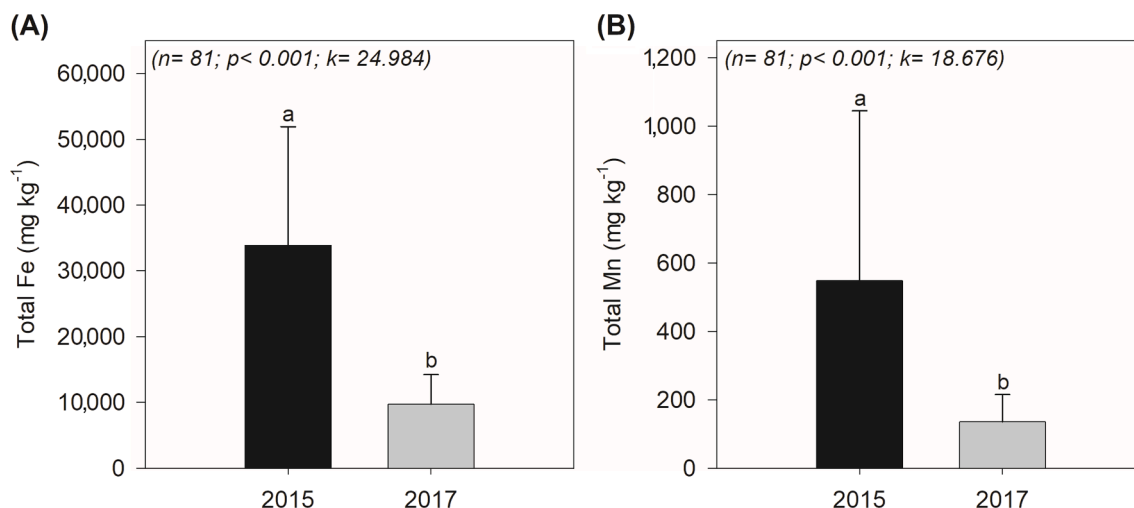 (A)
(n= 81; p< 0.001; k= 24.984)
Total Fe (mg kg-1)
60,000
50,000
40,000
30,000
20,000
10,000
0
a
b
2015
2017
(B)
(n= 81; p< 0.001; k= 18.676)
Total Mn (mg kg-1)
1,200
1,000
800
600
400
200
0
a
b
2015
2017